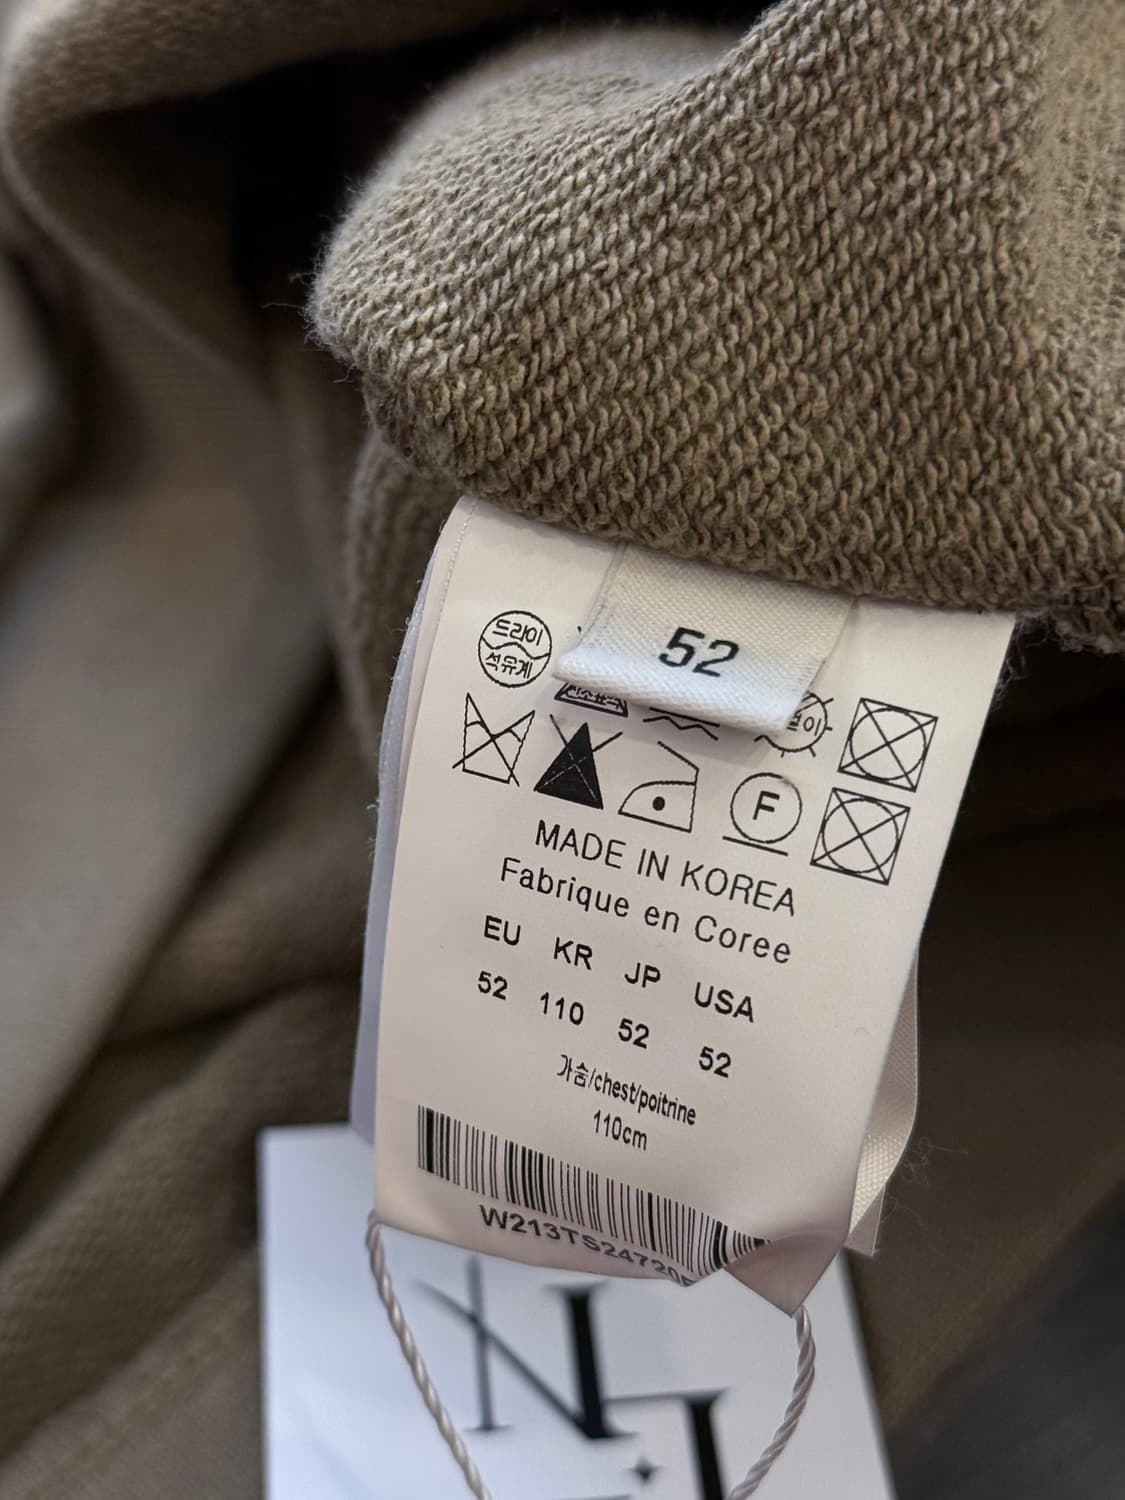 52
드라이
석유계
F
MADE IN KOREA
Fabrique en Coree
EU KR JP USA
52 110 52 52
가슴/chest/poitrine
110cm